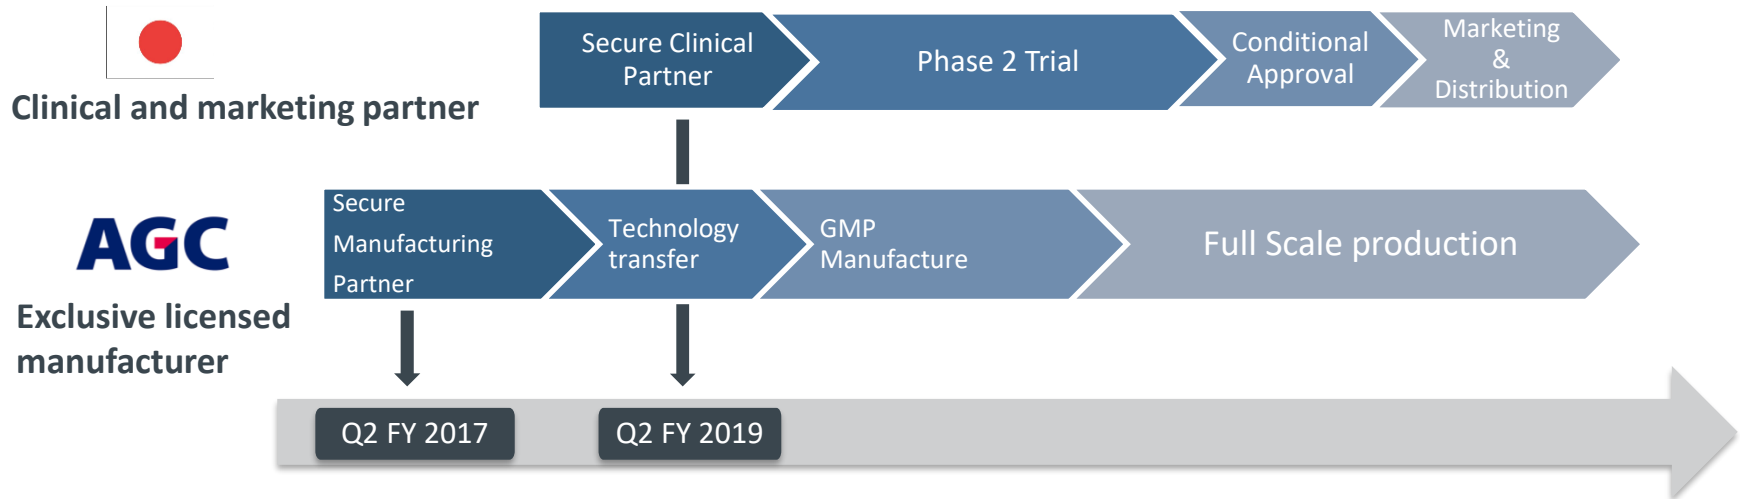 Clinical and marketing partner
Secure Clinical
Partner
Phase 2 Trial
Conditional
Approval
Marketing
&
Distribution
AGC
Exclusive licensed
manufacturer
Secure
Manufacturing
Partner
Technology
transfer
GMP
Manufacture
Full Scale production
Q2 FY 2017
Q2 FY 2019